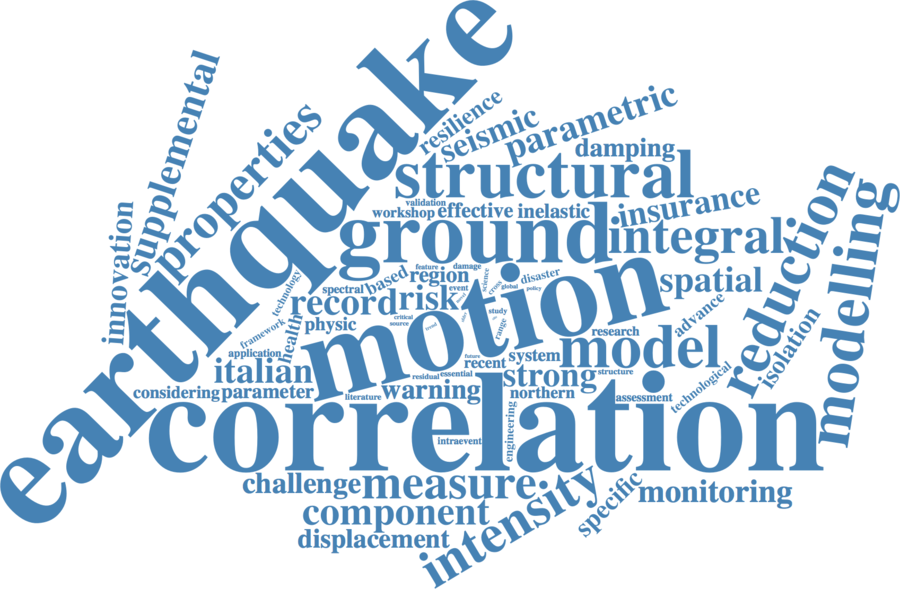 earthquake
resilience
seismic
parametric
supplemental
properties
damping
structural
innovation
validation
workshop
effective
inelastic
insurance
ground
integral
reduction
modelling
feature
damage
region
based
science
cross
disaster
global
policy
event
spectral
technology
record
risk
motion
spatial
framework
health
physic
critical
source
trend
study
range
advance
research
isolation
application
italian
future
recent
system
model
considering
parameter
literature
warning
residual
essential
strong
structure
northern
assessment
technological
correlation
engineering
intraevent
challenge
measure
component
displacement
intensity
specific
monitoring